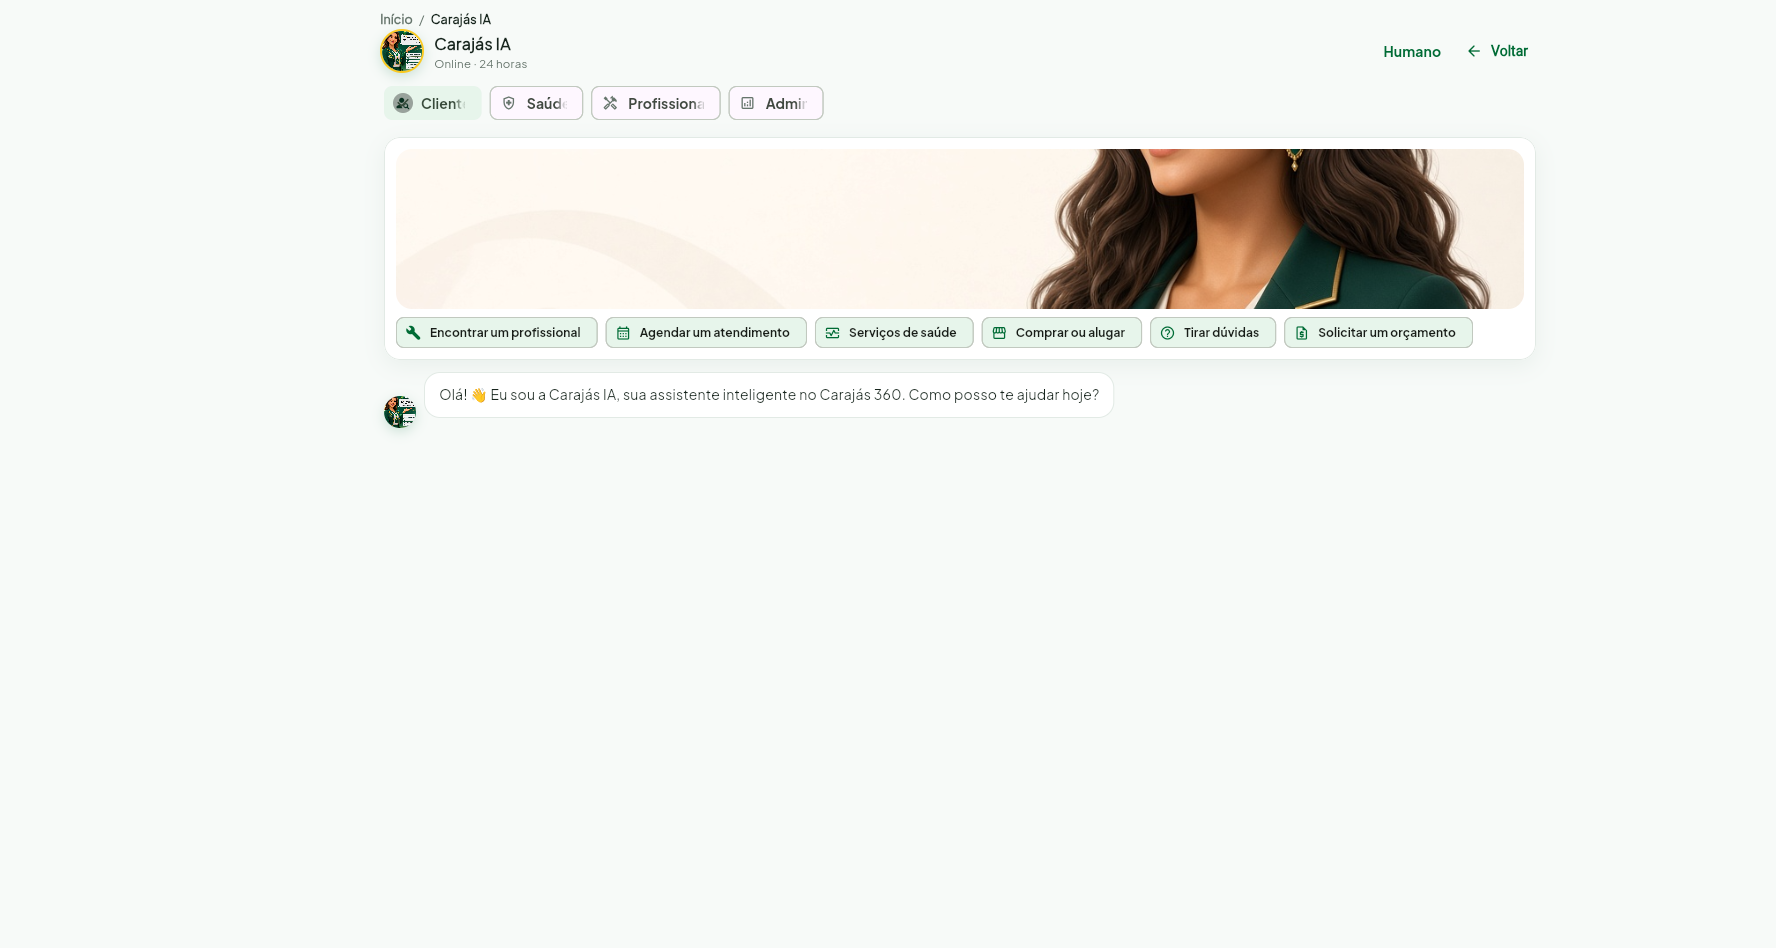 Início / Carajás IA
Carajás IA
Online · 24 horas
Humano
Voltar
Client
Saúd
Profissiona
Admin
Encontrar um profissional
Agendar um atendimento
Serviços de saúde
Comprar ou alugar
Tirar dúvidas
Solicitar um orçamento
Olá! 👋 Eu sou a Carajás IA, sua assistente inteligente no Carajás 360. Como posso te ajudar hoje?